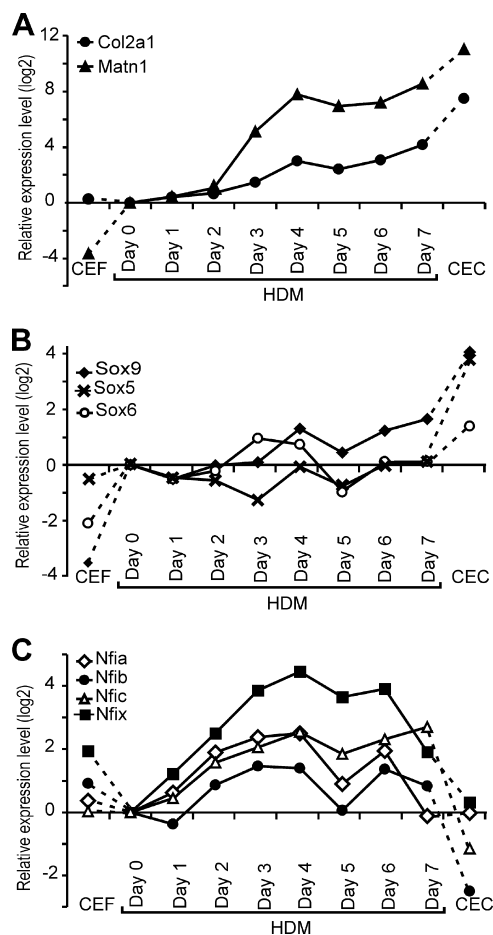 A
Relative expression level (log2)
12
8
4
0
-4
Col2a1
Matn1
CEF
Day 0
Day 1
Day 2
Day 3
Day 4
Day 5
Day 6
Day 7
CEC
HDM
B
Relative expression level (log2)
4
2
0
-2
-4
Sox9
Sox5
Sox6
CEF
Day 0
Day 1
Day 2
Day 3
Day 4
Day 5
Day 6
Day 7
CEC
HDM
C
Relative expression level (log2)
4
2
0
-2
Nfia
Nfib
Nfic
Nfix
CEF
Day 0
Day 1
Day 2
Day 3
Day 4
Day 5
Day 6
Day 7
CEC
HDM